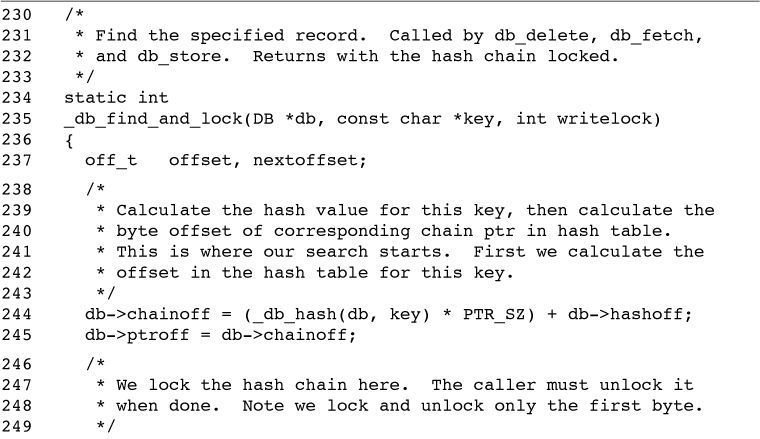 230 /*
231 * Find the specified record. Called by db_delete, db_fetch,
232 * and db_store. Returns with the hash chain locked.
233 */
234 static int
235 _db_find_and_lock(DB *db, const char *key, int writelock)
236 {
237 off_t offset, nextoffset;
238 /*
239 * Calculate the hash value for this key, then calculate the
240 * byte offset of corresponding chain ptr in hash table.
241 * This is where our search starts. First we calculate the
242 * offset in the hash table for this key.
243 */
244 db->chainoff = (_db_hash(db, key) * PTR_SZ) + db->hashoff;
245 db->ptroff = db->chainoff;
246 /*
247 * We lock the hash chain here. The caller must unlock it
248 * when done. Note we lock and unlock only the first byte.
249 */